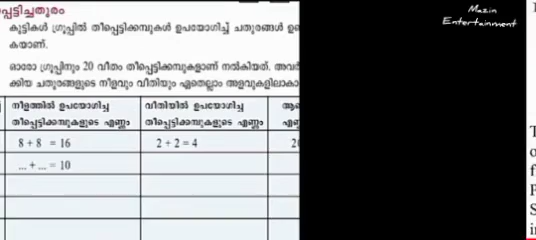 പ്പെട്ടിച്ചതുരം
കുട്ടികൾ ഗ്രൂപ്പിൽ തീപ്പെട്ടിക്കമ്പുകൾ ഉപയോഗിച്ച് ചതുരങ്ങൾ
കയാണ്.
ഓരോ ഗ്രൂപ്പിനും 20 വീതം തീപ്പെട്ടിക്കമ്പുകളാണ് നൽകിയത്. അവർ
ക്കിയ ചതുരങ്ങളുടെ നീളവും വീതിയും ഏതെല്ലാം അളവുകളിലാകാ
നീളത്തിൽ ഉപയോഗിച്ച തീപ്പെട്ടിക്കമ്പുകളുടെ എണ്ണം
വീതിയിൽ ഉപയോഗിച്ച തീപ്പെട്ടിക്കമ്പുകളുടെ എണ്ണം
8 + 8 = 16 2 + 2 = 4
... + ... = 10
Mazin
Entertainment